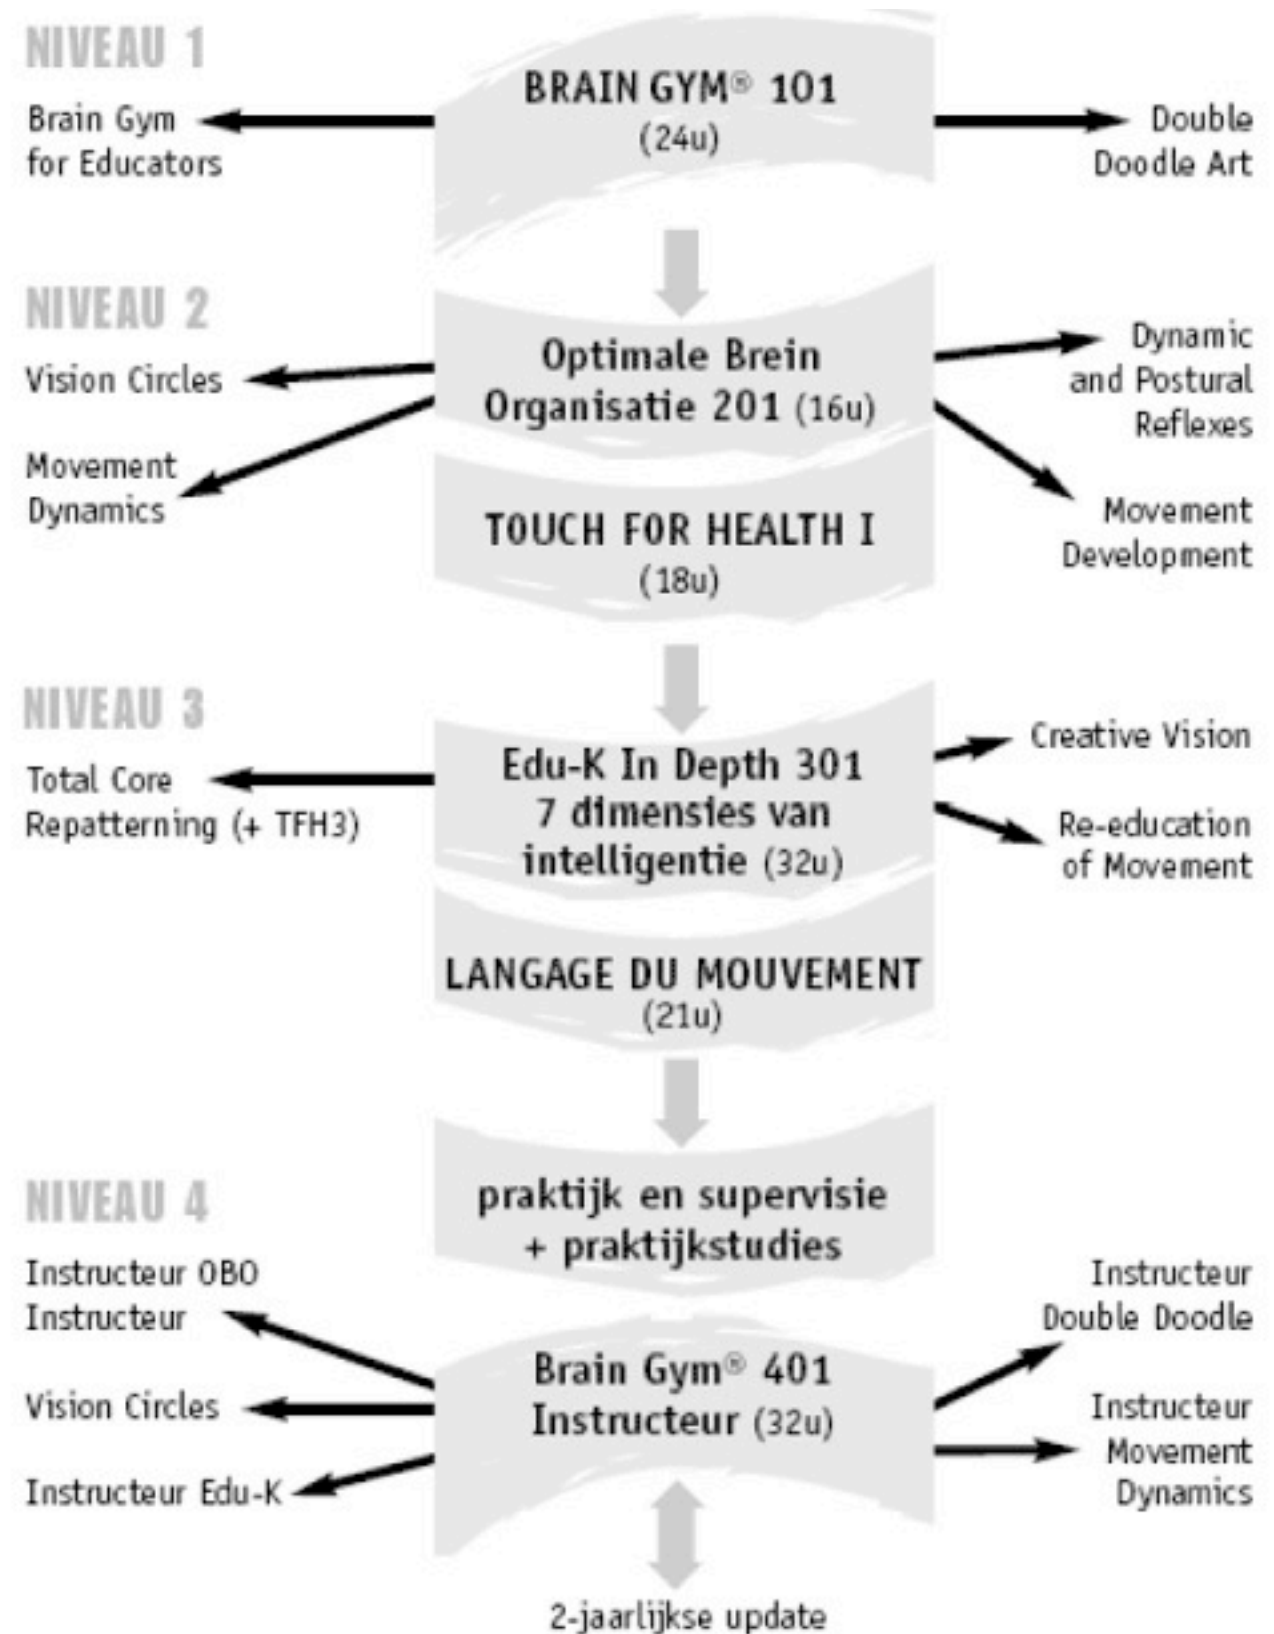 NIVEAU 1
BRAIN GYM® 101
(24u)
Brain Gym
for Educators
Double
Doodle Art
NIVEAU 2
Optimale Brein
Organisatie 201 (16u)
Vision Circles
Movement
Dynamics
Dynamic
and Postural
Reflexes
Movement
Development
TOUCH FOR HEALTH I
(18u)
NIVEAU 3
Edu-K In Depth 301
7 dimensies van
intelligentie (32u)
Total Core
Repatterning (+ TFH3)
Creative Vision
Re-education
of Movement
LANGAGE DU MOUVEMENT
(21u)
NIVEAU 4
praktijk en supervisie
+ praktijkstudies
Instructeur OBO
Instructeur
Vision Circles
Instructeur Edu-K
Brain Gym® 401
Instructeur (32u)
Instructeur
Double Doodle
Instructeur
Movement
Dynamics
2-jaarlijkse update